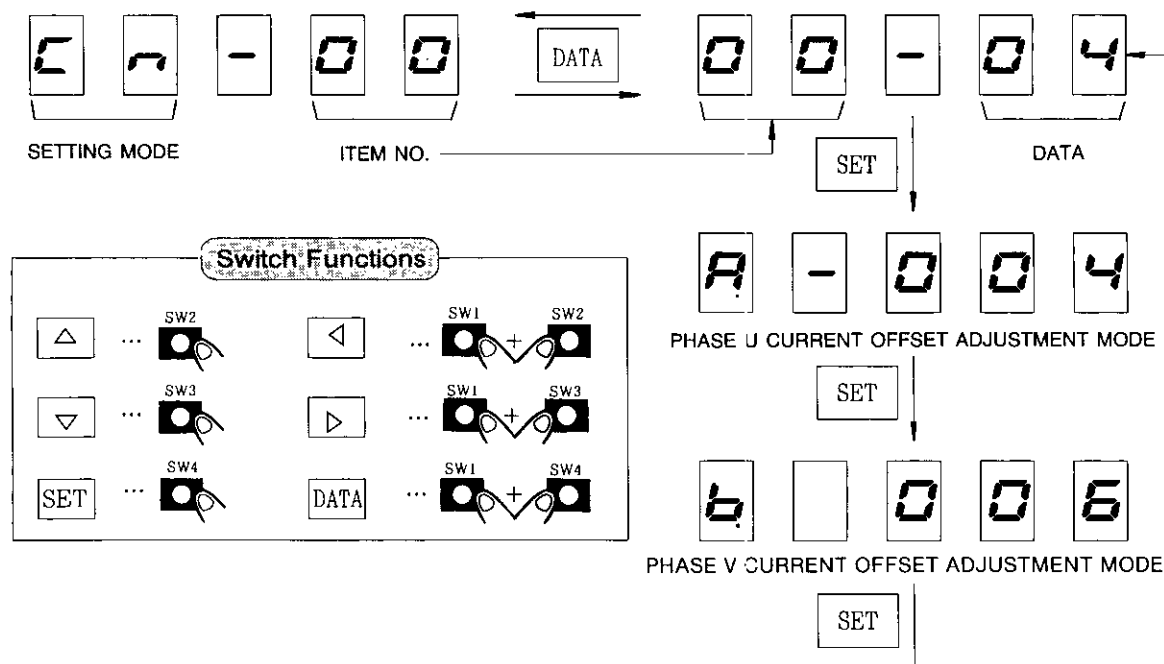 Cn-00
DATA
00-04
SETTING MODE
ITEM NO.
SET
DATA
A.-004
PHASE U CURRENT OFFSET ADJUSTMENT MODE
SET
b. 006
PHASE V CURRENT OFFSET ADJUSTMENT MODE
SET
Switch Functions
△ ... SW2
◁ ... SW1 + SW2
▽ ... SW3
▷ ... SW1 + SW3
SET ... SW4
DATA ... SW1 + SW4